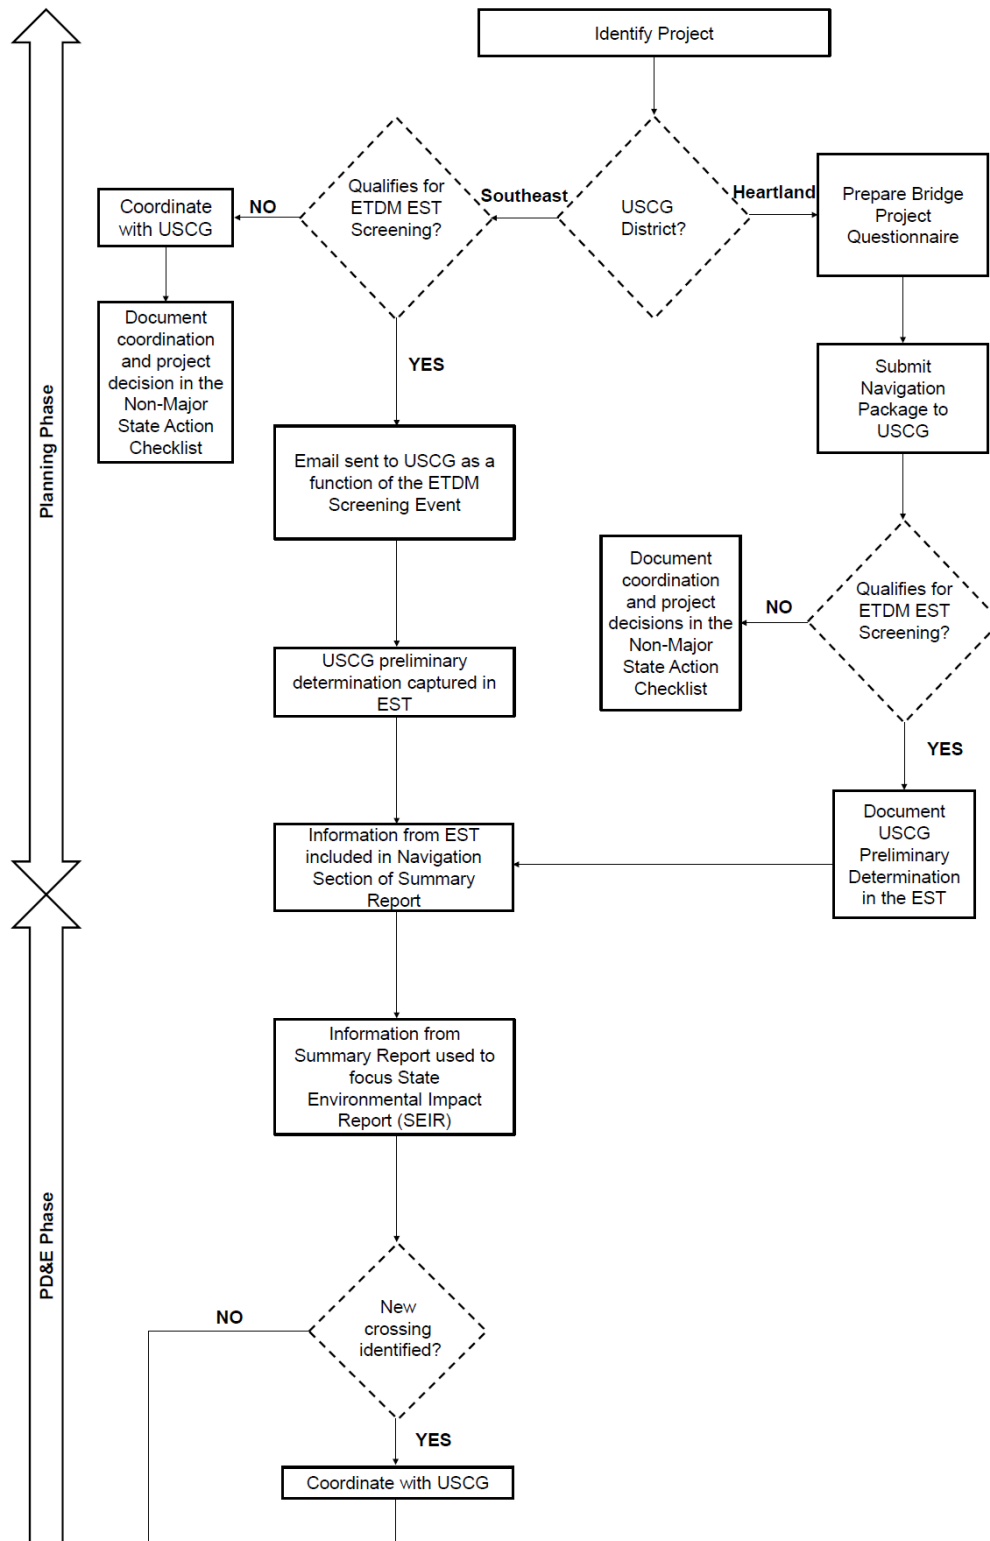 Identify Project
USCG
District?
Southeast
Heartland
Qualifies for
ETDM EST
Screening?
NO
Coordinate
with USCG
Document
coordination
and project
decision in the
Non-Major
State Action
Checklist
YES
Prepare Bridge
Project
Questionnaire
Submit
Navigation
Package to
USCG
Email sent to USCG as a
function of the ETDM
Screening Event
Qualifies for
ETDM EST
Screening?
NO
Document
coordination
and project
decisions in the
Non-Major
State Action
Checklist
YES
USCG preliminary
determination captured in
EST
Document
USCG
Preliminary
Determination
in the EST
Information from EST
included in Navigation
Section of Summary
Report
Planning Phase
Information from
Summary Report used to
focus State
Environmental Impact
Report (SEIR)
New
crossing
identified?
NO
YES
Coordinate with USCG
PD&E Phase